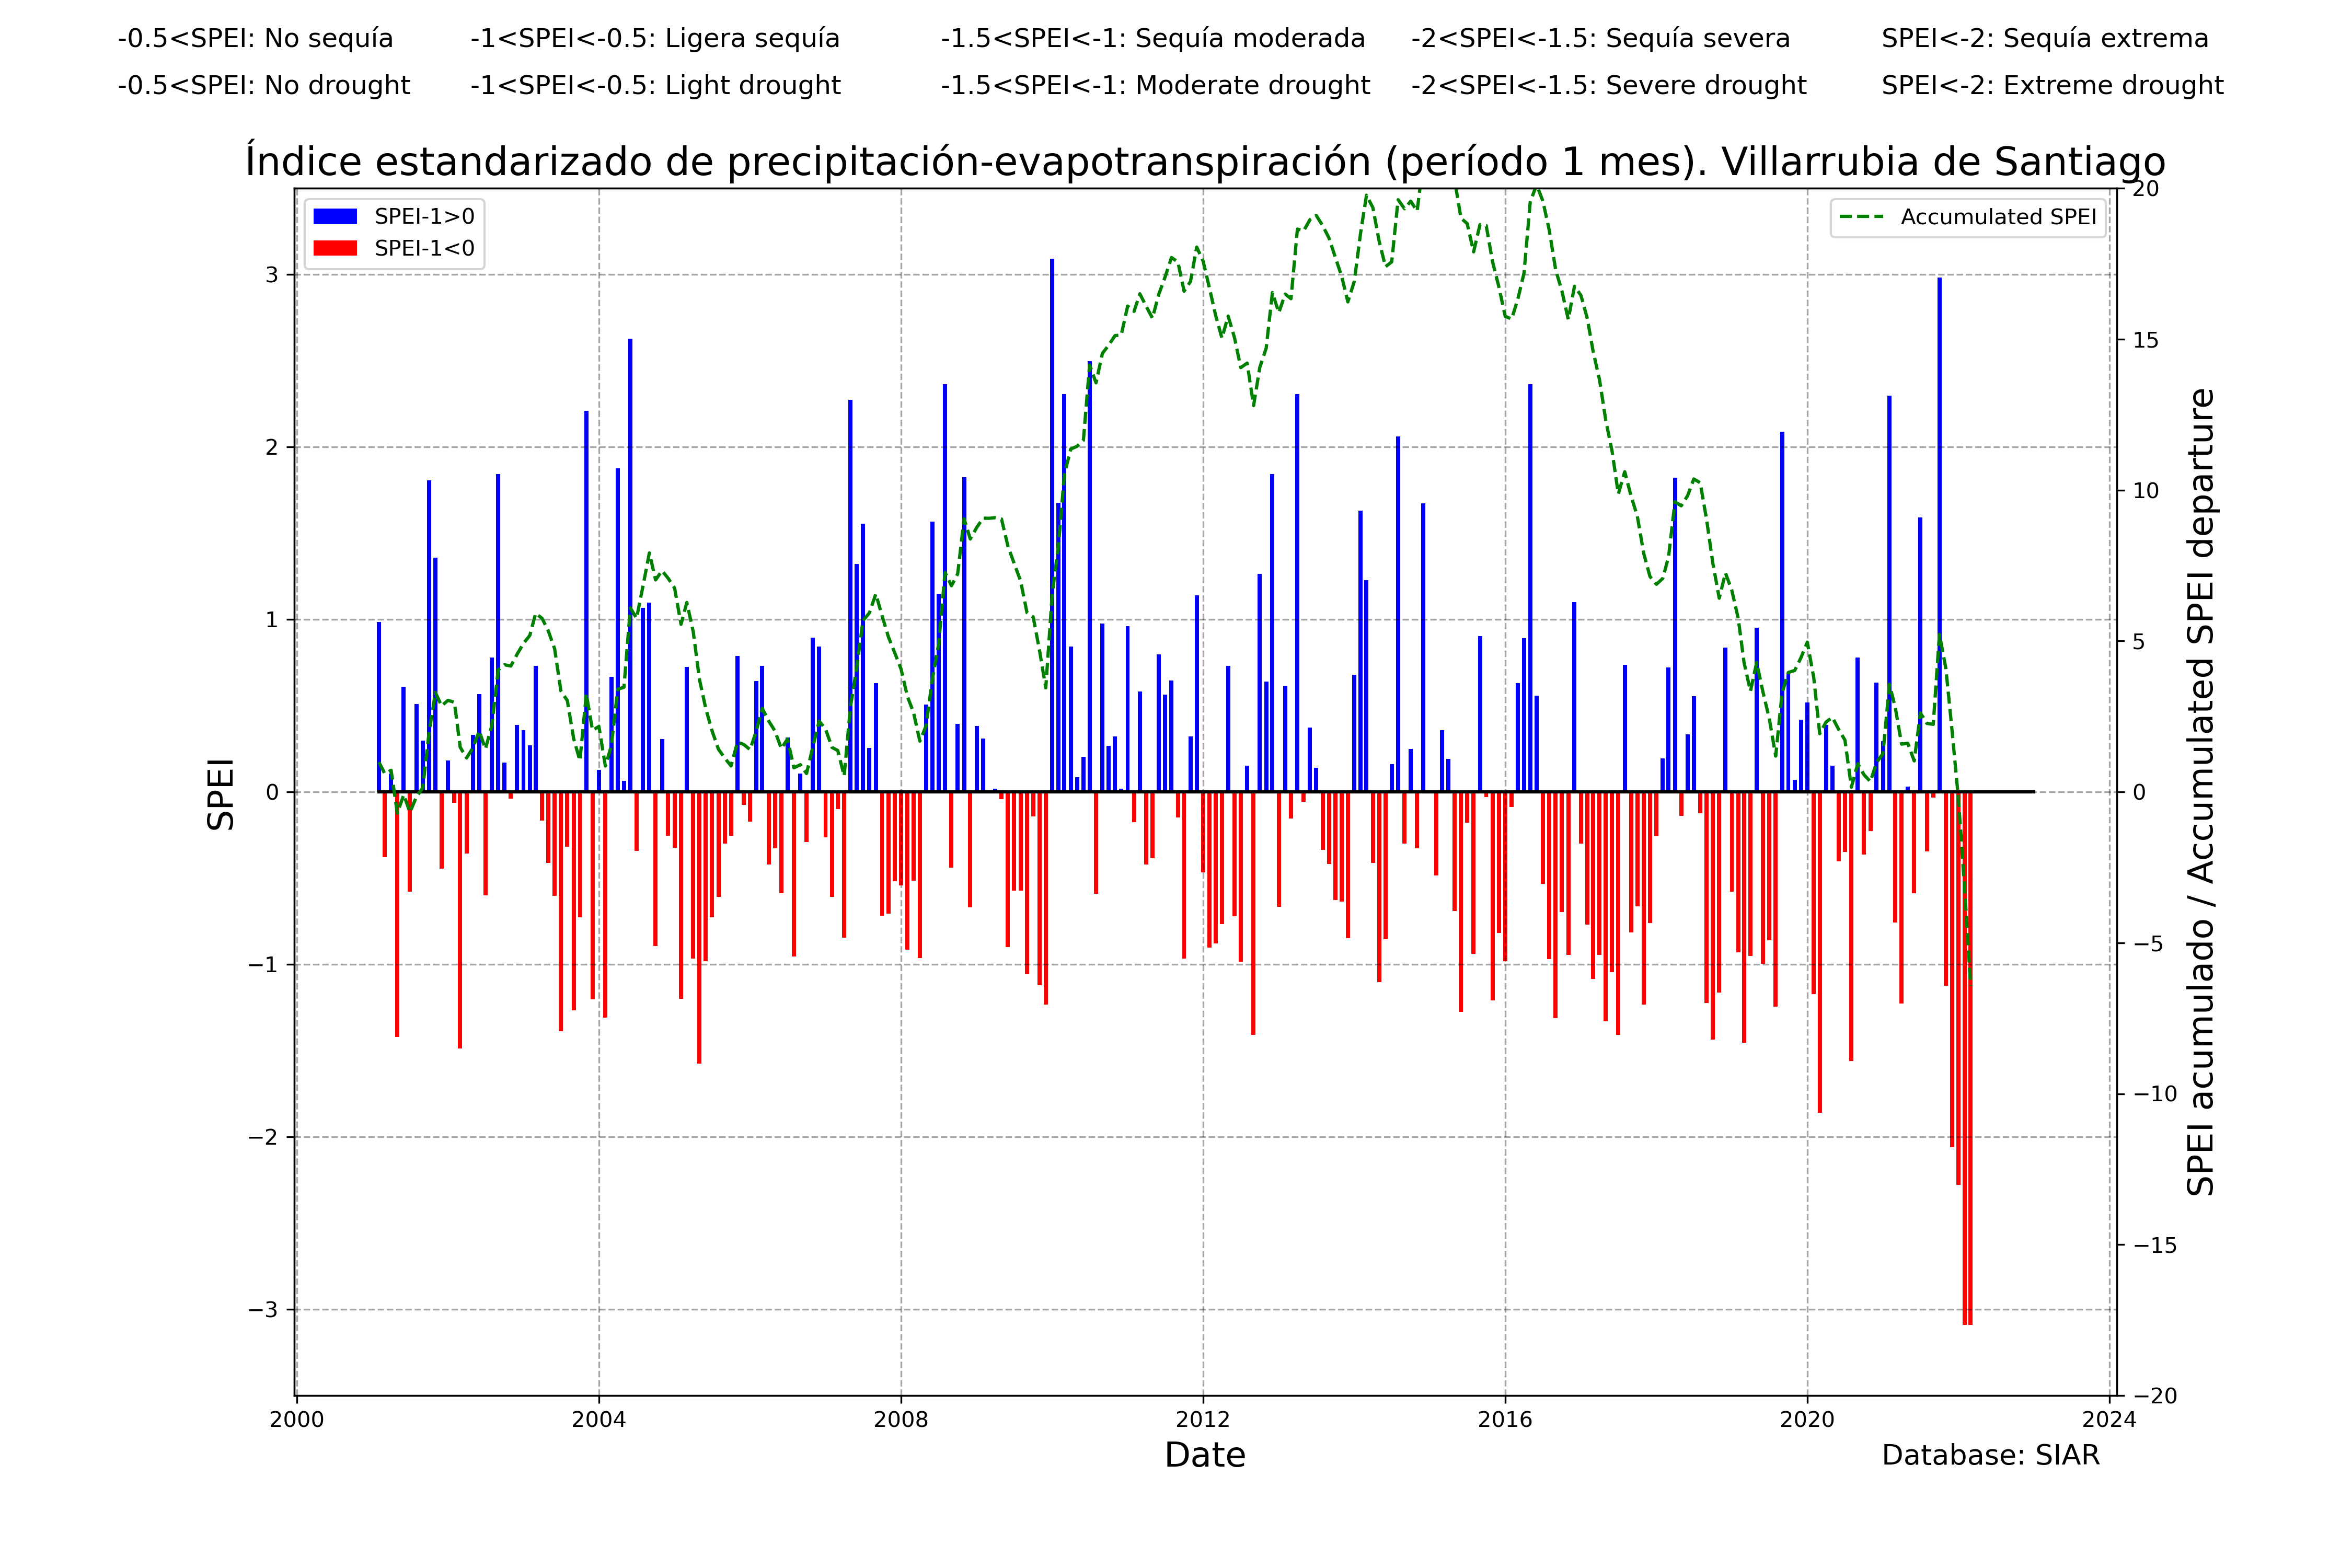 -0.5<SPEI: No sequía -1<SPEI<-0.5: Ligera sequía -1.5<SPEI<-1: Sequía moderada -2<SPEI<-1.5: Sequía severa SPEI<-2: Sequía extrema
-0.5<SPEI: No drought -1<SPEI<-0.5: Light drought -1.5<SPEI<-1: Moderate drought -2<SPEI<-1.5: Severe drought SPEI<-2: Extreme drought
Índice estandarizado de precipitación-evapotranspiración (período 1 mes). Villarrubia de Santiago
SPEI-1>0
SPEI-1<0
Accumulated SPEI
SPEI
3
2
1
0
−1
−2
−3
20
15
10
5
0
−5
−10
−15
−20
SPEI acumulado / Accumulated SPEI departure
2000 2004 2008 2012 2016 2020 2024
Date
Database: SIAR